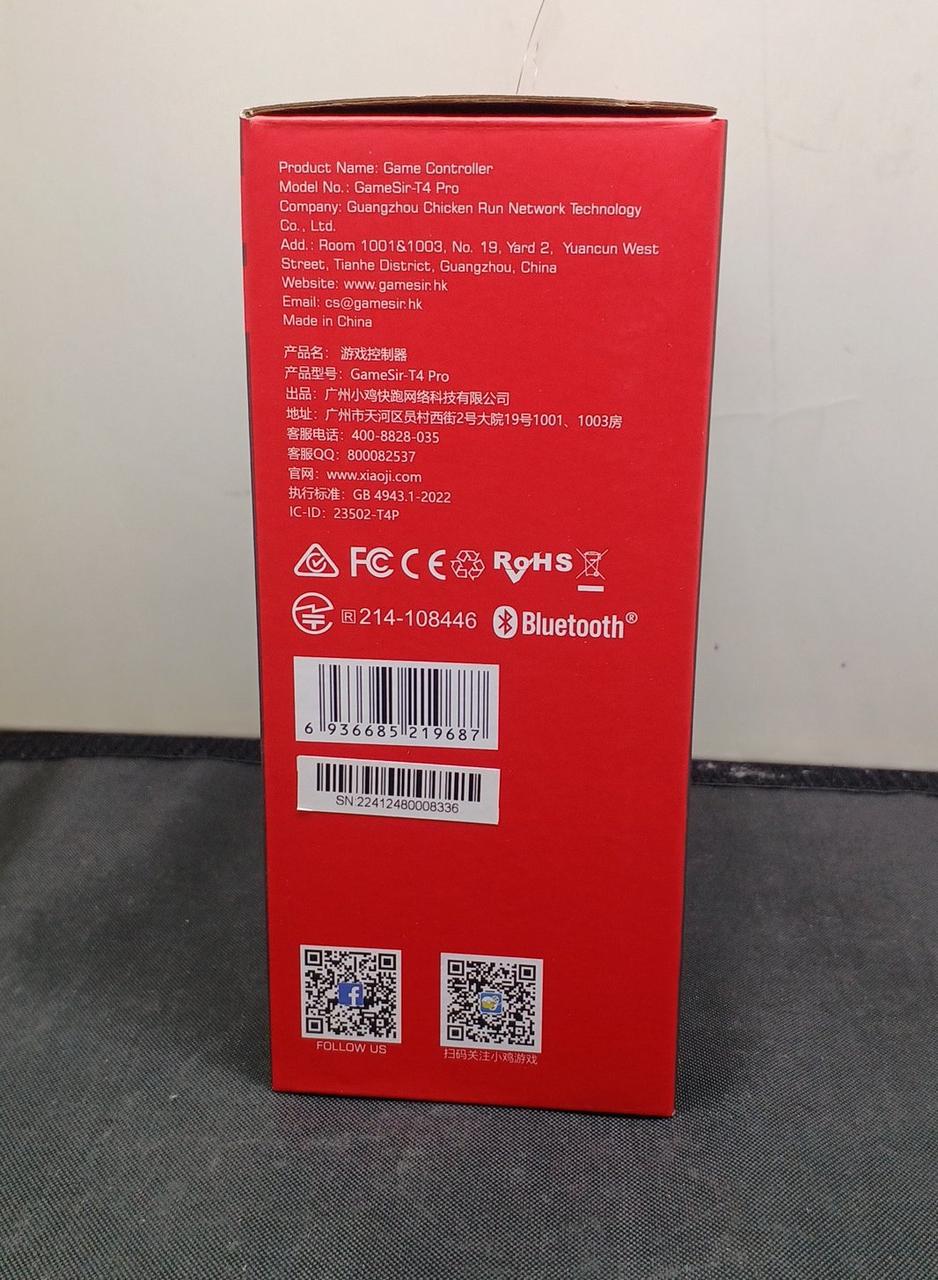 Product Name: Game Controller
Model No.: GameSir-T4 Pro
Company: Guangzhou Chicken Run Network Technology
Co., Ltd.
Add.: Room 1001&1003, No. 19, Yard 2, Yuancun West
Street, Tianhe District, Guangzhou, China
Website: www.gamesir.hk
Email: cs@gamesir.hk
Made in China
产品名： 游戏控制器
产品型号： GameSir-T4 Pro
出品：广州小鸡快跑网络科技有限公司
地址：广州市天河区员村西街2号大院19号1001、1003房
客服电话：400-8828-035
客服QQ：800082537
官网：www.xiaoji.com
执行标准：GB 4943.1-2022
IC-ID：23502-T4P
FC CE RoHS
R 214-108446 Bluetooth®
6 936685 219687
SN:22412480008336
FOLLOW US
扫码关注小鸡游戏